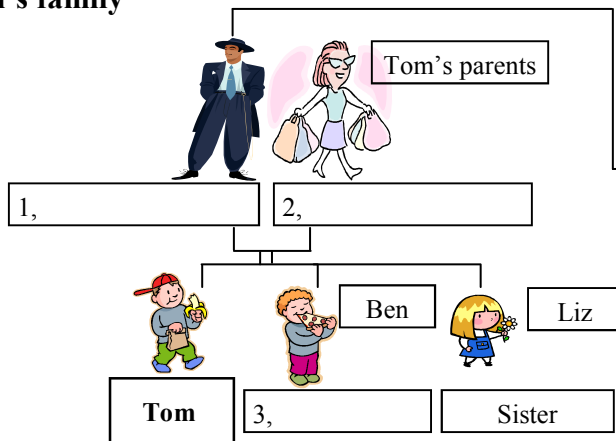 's family
Tom's parents
1,
2,
Ben
Liz
Tom
3,
Sister